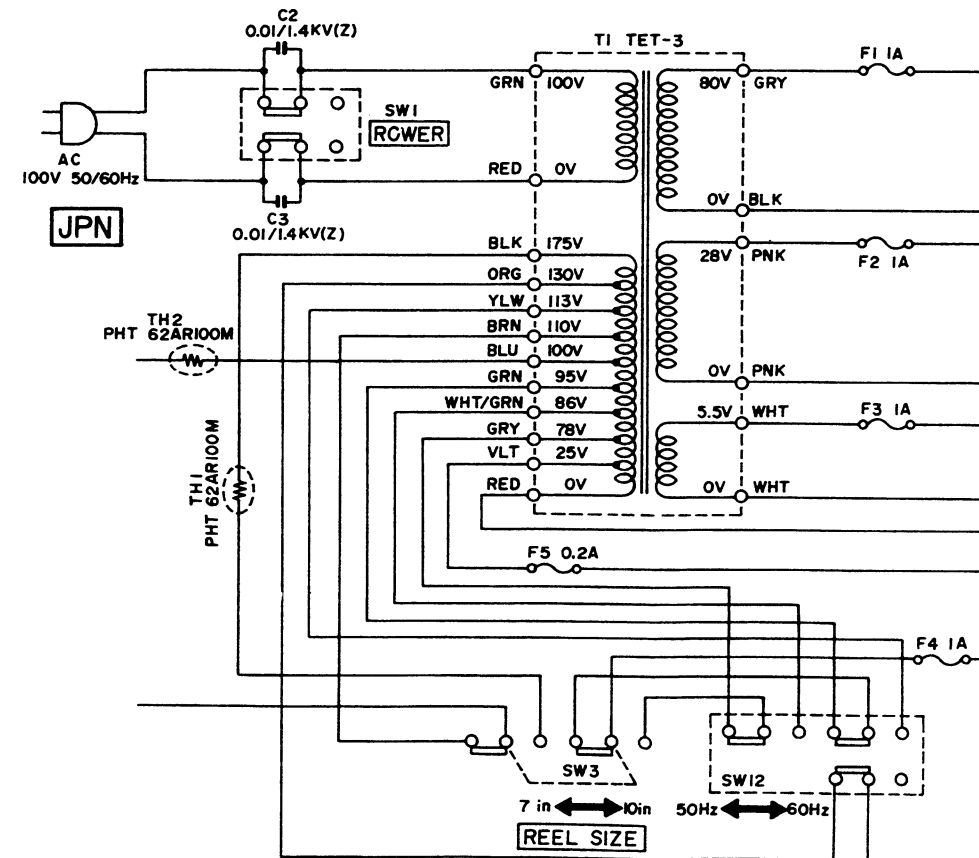 C2
0.01/1.4KV(Z)
T1 TET-3
F1 1A
GRN 100V
80V GRY
SW1
ROWER
AC
100V 50/60Hz
RED 0V
0V BLK
JPN
C3
0.01/1.4KV(Z)
BLK 175V
28V PNK
F2 1A
ORG 130V
YLW 113V
TH2
PHT 62AR100M
BRN 110V
BLU 100V
GRN 95V
0V PNK
WHT/GRN 86V
5.5V WHT
F3 1A
GRY 78V
VLT 25V
RED 0V
0V WHT
TH1
PHT 62AR100M
F5 0.2A
F4 1A
SW3
SW12
7 in 10in
50Hz 60Hz
REEL SIZE